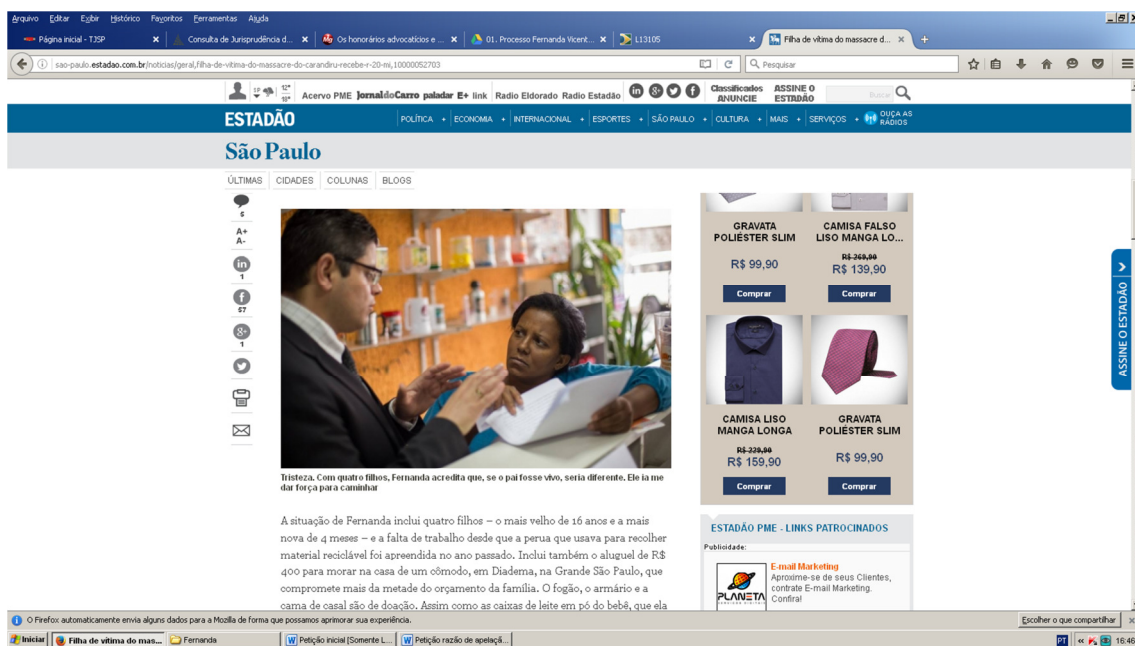 Arquivo Editar Exibir Histórico Favoritos Ferramentas Ajuda
Página inicial - TJSP
Consulta de Jurisprudência d...
Os honorários advocatícios e ...
01. Processo Fernanda Vicent...
L13105
Filha de vítima do massacre d...
sao-paulo.estadao.com.br/noticias/geral,filha-de-vitima-do-massacre-do-carandiru-recebe-r-20-mi,10000052703
Pesquisar
SP 12°
10°
Acervo PME Jornal do Carro paladar E+ link Radio Eldorado Radio Estadão
Classificados
ANUNCIE
ASSINE O
ESTADÃO
Buscar
ESTADÃO
POLÍTICA + ECONOMIA + INTERNACIONAL + ESPORTES + SÃO PAULO + CULTURA + MAIS + SERVIÇOS +
OUÇA AS
RÁDIOS
São Paulo
ÚLTIMAS CIDADES COLUNAS BLOGS
5
A+
A-
in
1
f
57
8+
1
Tristeza. Com quatro filhos, Fernanda acredita que, se o pai fosse vivo, seria diferente. Ele ia me
dar força para caminhar
A situação de Fernanda inclui quatro filhos – o mais velho de 16 anos e a mais
nova de 4 meses – e a falta de trabalho desde que a perua que usava para recolher
material reciclável foi apreendida no ano passado. Inclui também o aluguel de R$
400 para morar na casa de um cômodo, em Diadema, na Grande São Paulo, que
compromete mais da metade do orçamento da família. O fogão, o armário e a
cama de casal são de doação. Assim como as caixas de leite em pó do bebê, que ela
GRAVATA
POLIÉSTER SLIM
R$ 99,90
Comprar
CAMISA FALSO
LISO MANGA LO...
R$ 269,90
R$ 139,90
Comprar
CAMISA LISO
MANGA LONGA
R$ 229,90
R$ 159,90
Comprar
GRAVATA
POLIÉSTER SLIM
R$ 99,90
Comprar
ESTADÃO PME - LINKS PATROCINADOS
Publicidade:
PLANETA
E-mail Marketing
Aproxime-se de seus Clientes,
contrate E-mail Marketing.
Confira!
ASSINE O ESTADÃO
O Firefox automaticamente envia alguns dados para a Mozilla de forma que possamos aprimorar sua experiência.
Escolher o que compartilhar
Iniciar
Filha de vítima do mas...
Fernanda
Petição inicial [Somente L...
Petição razão de apelaçã...
PT
16:46